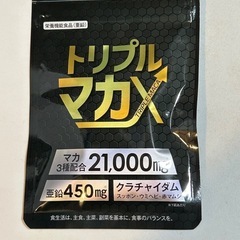 栄養機能食品(亜鉛)
トリプル
マカX
TRIPLE MACA
マカ
3種配合
21,000mg
亜鉛450mg
クラチャイダム
スッポン・ウミヘビ・赤マムシ
食生活は、主食、主菜、副菜を基本に、食事のバランスを。